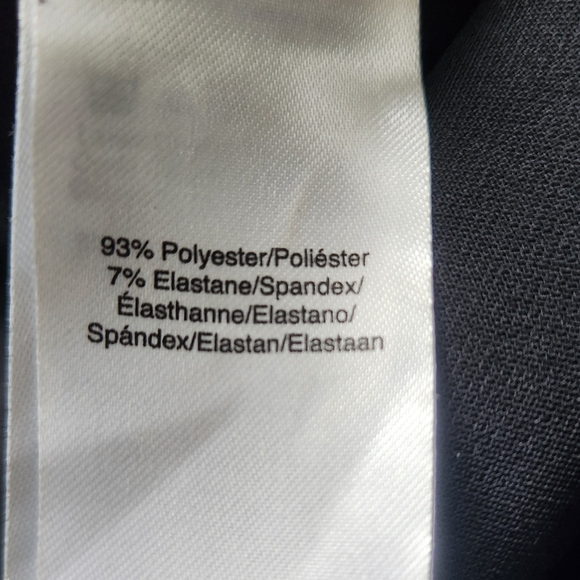 93% Polyester/Poliéster
7% Elastane/Spandex/
Élasthanne/Elastano/
Spándex/Elastan/Elastaan